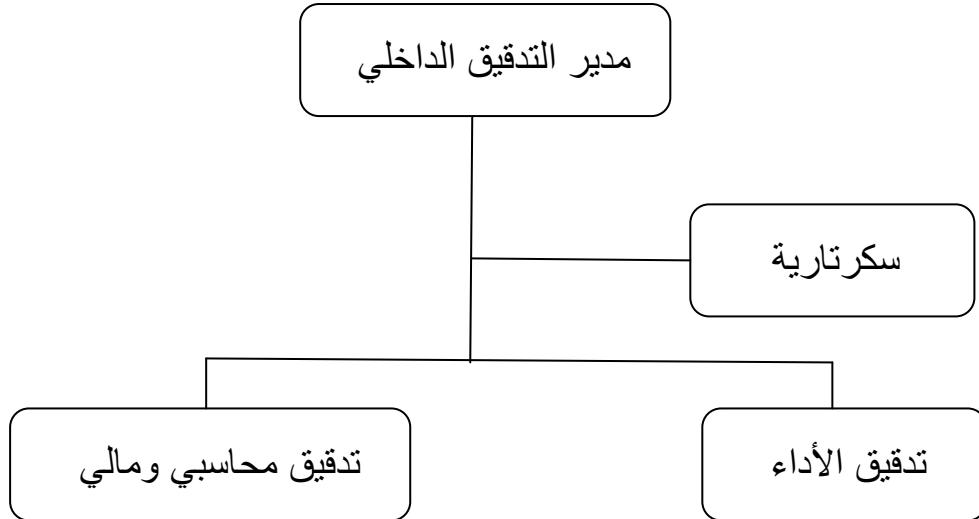 مدير التدقيق الداخلي
سكرتارية
تدقيق الأداء
تدقيق محاسبي ومالي